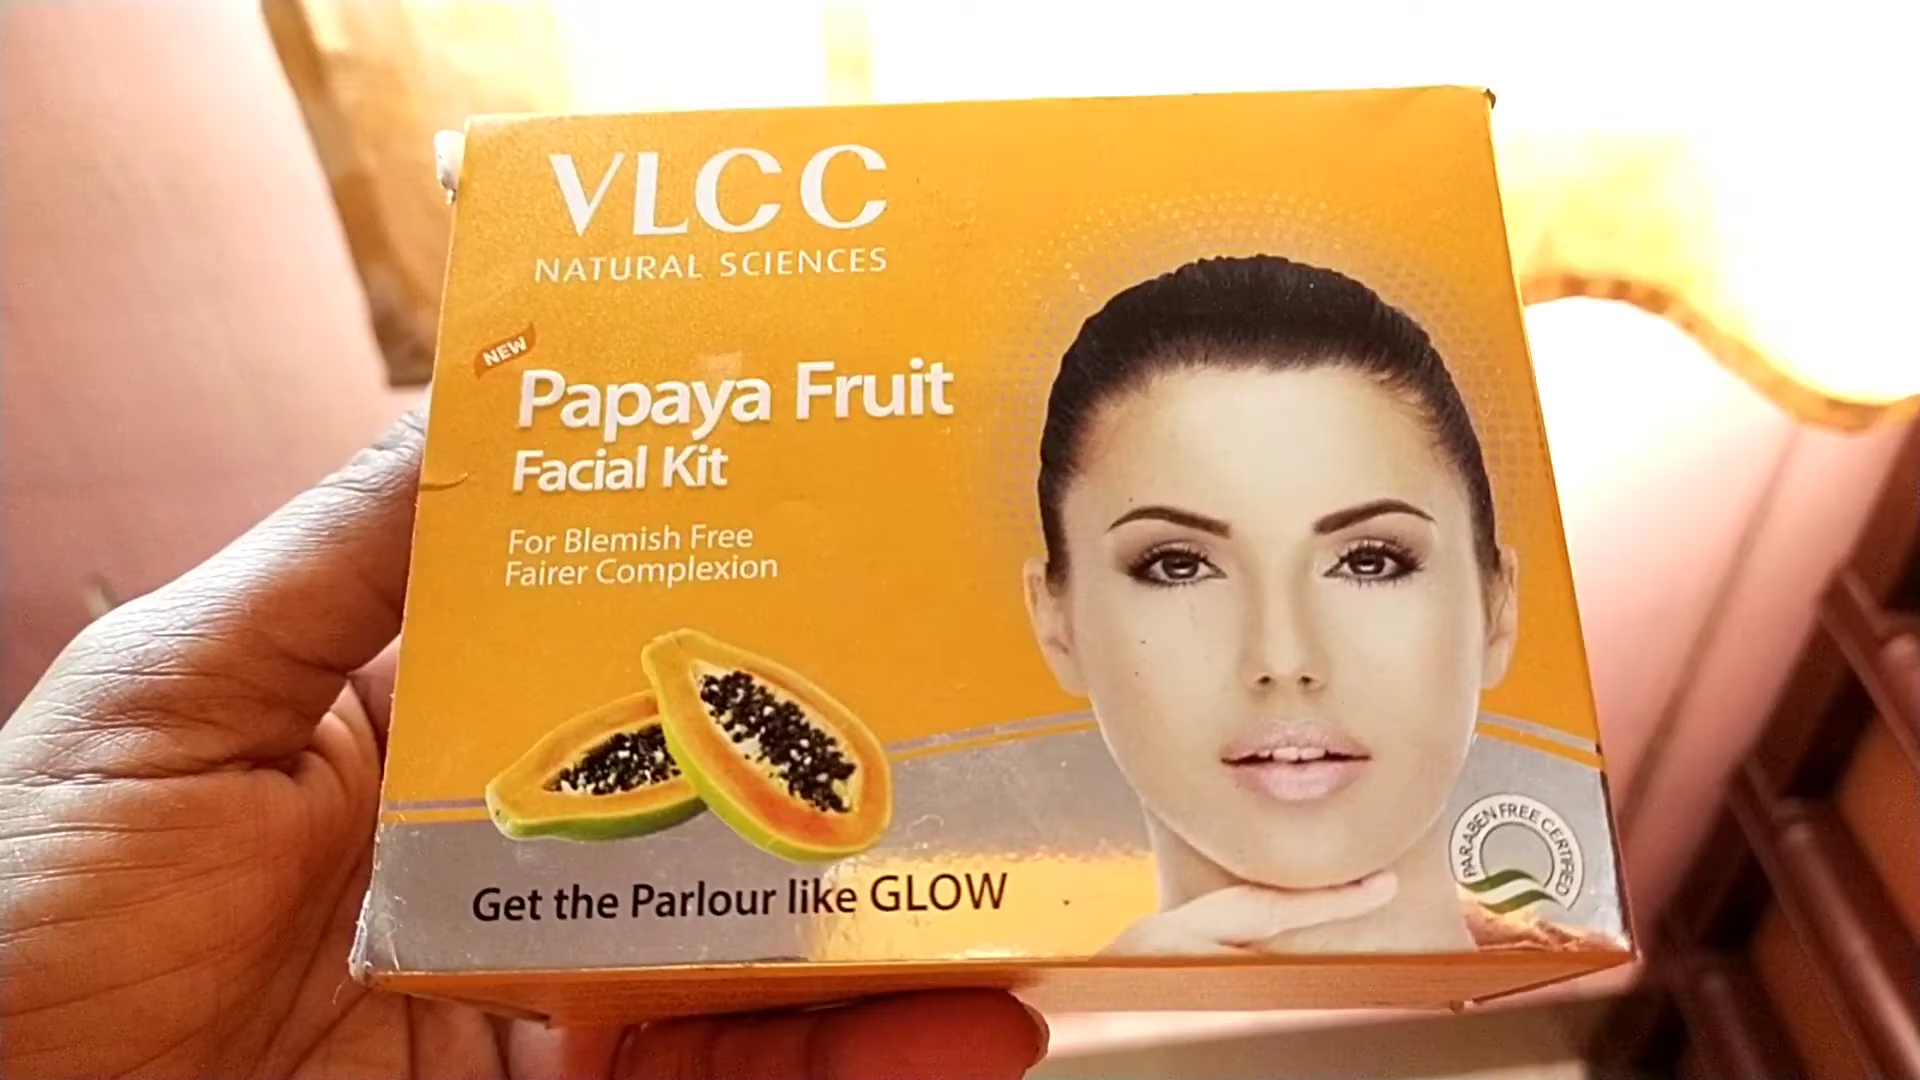 VLCC
NATURAL SCIENCES
NEW
Papaya Fruit
Facial Kit
For Blemish Free
Fairer Complexion
Get the Parlour like GLOW
PARABEN FREE CERTIFIED